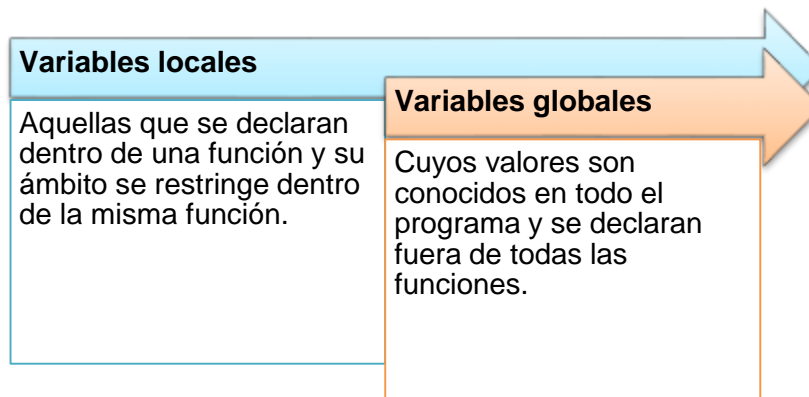 Variables locales
Aquellas que se declaran
dentro de una función y su
ámbito se restringe dentro
de la misma función.
Variables globales
Cuyos valores son
conocidos en todo el
programa y se declaran
fuera de todas las
funciones.